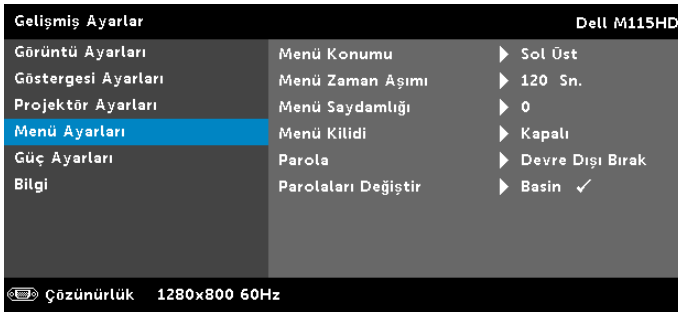 Gelişmiş Ayarlar Dell M115HD
Görüntü Ayarları
Göstergesi Ayarları
Projektör Ayarları
Menü Ayarları
Güç Ayarları
Bilgi
Menü Konumu Sol Üst
Menü Zaman Aşımı 120 Sn.
Menü Saydamlığı 0
Menü Kilidi Kapalı
Parola Devre Dışı Bırak
Parolaları Değiştir Basin ✓
Çözünürlük 1280x800 60Hz